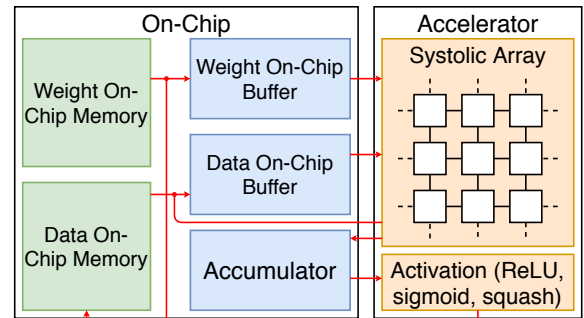 On-Chip
Weight On-
Chip Memory
Weight On-Chip
Buffer
Data On-
Chip Memory
Data On-Chip
Buffer
Accumulator
Accelerator
Systolic Array
Activation (ReLU,
sigmoid, squash)